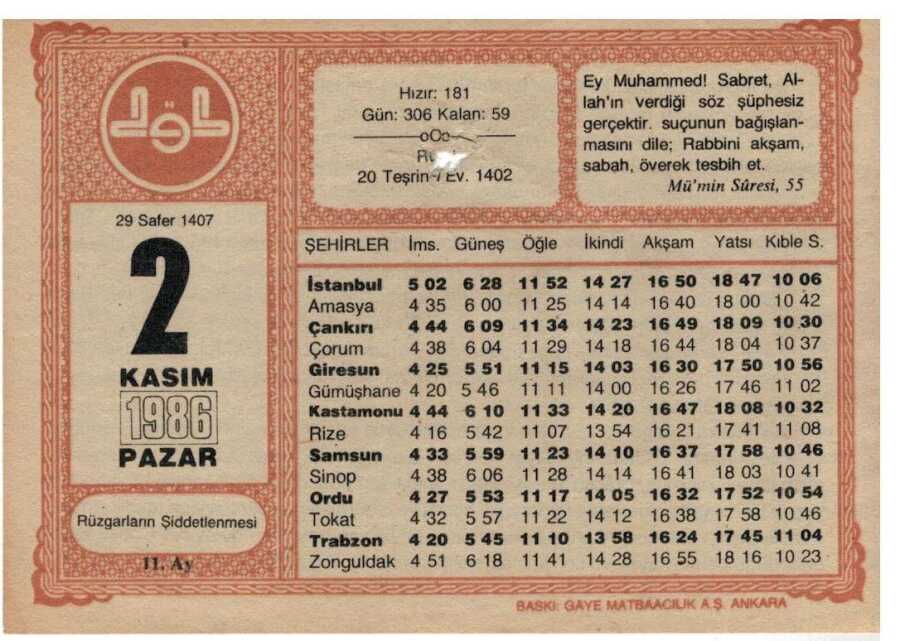 29 Safer 1407
2
KASIM
1986
PAZAR
Rüzgarların Şiddetlenmesi
11. Ay
Hızır: 181
Gün: 306 Kalan: 59
oOo
20 Teşrin-i Ev. 1402
Ey Muhammed! Sabret, Al-
lah'ın verdiği söz şüphesiz
gerçektir. suçunun bağışlan-
masını dile; Rabbini akşam,
sabah, överek tesbih et.
Mü'min Sûresi, 55
ŞEHİRLER İms. Güneş Öğle İkindi Akşam Yatsı Kıble S.
İstanbul 5 02 6 28 11 52 14 27 16 50 18 47 10 06
Amasya 4 35 6 00 11 25 14 14 16 40 18 00 10 42
Çankırı 4 44 6 09 11 34 14 23 16 49 18 09 10 30
Çorum 4 38 6 04 11 29 14 18 16 44 18 04 10 37
Giresun 4 25 5 51 11 15 14 03 16 30 17 50 10 56
Gümüşhane 4 20 5 46 11 11 14 00 16 26 17 46 11 02
Kastamonu 4 44 6 10 11 33 14 20 16 47 18 08 10 32
Rize 4 16 5 42 11 07 13 54 16 21 17 41 11 08
Samsun 4 33 5 59 11 23 14 10 16 37 17 58 10 46
Sinop 4 38 6 06 11 28 14 14 16 41 18 03 10 41
Ordu 4 27 5 53 11 17 14 05 16 32 17 52 10 54
Tokat 4 32 5 57 11 22 14 12 16 38 17 58 10 46
Trabzon 4 20 5 45 11 10 13 58 16 24 17 45 11 04
Zonguldak 4 51 6 18 11 41 14 28 16 55 18 16 10 23
BASKI: GAYE MATBAACILIK A.Ş. ANKARA